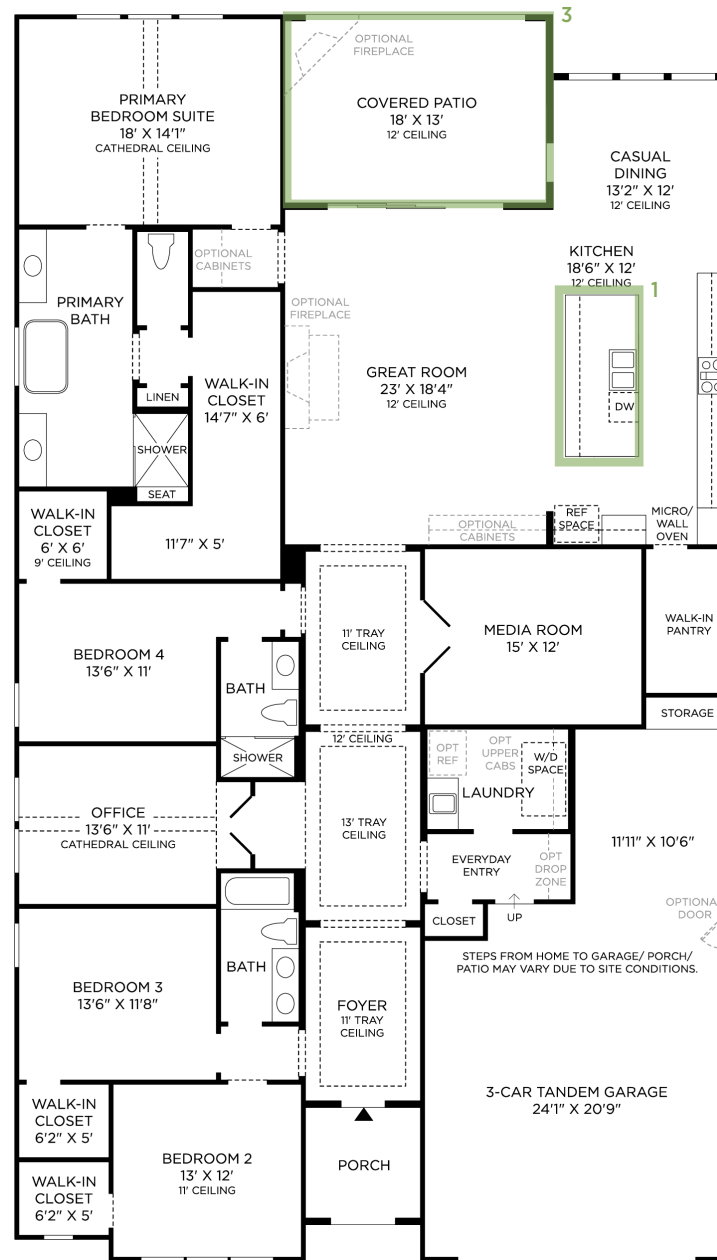 3
OPTIONAL
FIREPLACE
PRIMARY
BEDROOM SUITE
18' X 14'1"
CATHEDRAL CEILING
COVERED PATIO
18' X 13'
12' CEILING
CASUAL
DINING
13'2" X 12'
12' CEILING
OPTIONAL
CABINETS
KITCHEN
18'6" X 12'
12' CEILING
1
PRIMARY
BATH
OPTIONAL
FIREPLACE
GREAT ROOM
23' X 18'4"
12' CEILING
WALK-IN
CLOSET
14'7" X 6'
LINEN
DW
SHOWER
SEAT
WALK-IN
CLOSET
6' X 6'
9' CEILING
11'7" X 5'
OPTIONAL
CABINETS
REF
SPACE
MICRO/
WALL
OVEN
11' TRAY
CEILING
MEDIA ROOM
15' X 12'
WALK-IN
PANTRY
BEDROOM 4
13'6" X 11'
BATH
STORAGE
12' CEILING
SHOWER
OPT
REF
OPT
UPPER
CABS
W/D
SPACE
LAUNDRY
OFFICE
13'6" X 11'
CATHEDRAL CEILING
13' TRAY
CEILING
11'11" X 10'6"
EVERYDAY
ENTRY
OPT
DROP
ZONE
CLOSET
UP
OPTIONA
DOOR
BATH
STEPS FROM HOME TO GARAGE/ PORCH/
PATIO MAY VARY DUE TO SITE CONDITIONS.
BEDROOM 3
13'6" X 11'8"
FOYER
11' TRAY
CEILING
3-CAR TANDEM GARAGE
24'1" X 20'9"
WALK-IN
CLOSET
6'2" X 5'
BEDROOM 2
13' X 12'
11' CEILING
PORCH
WALK-IN
CLOSET
6'2" X 5'